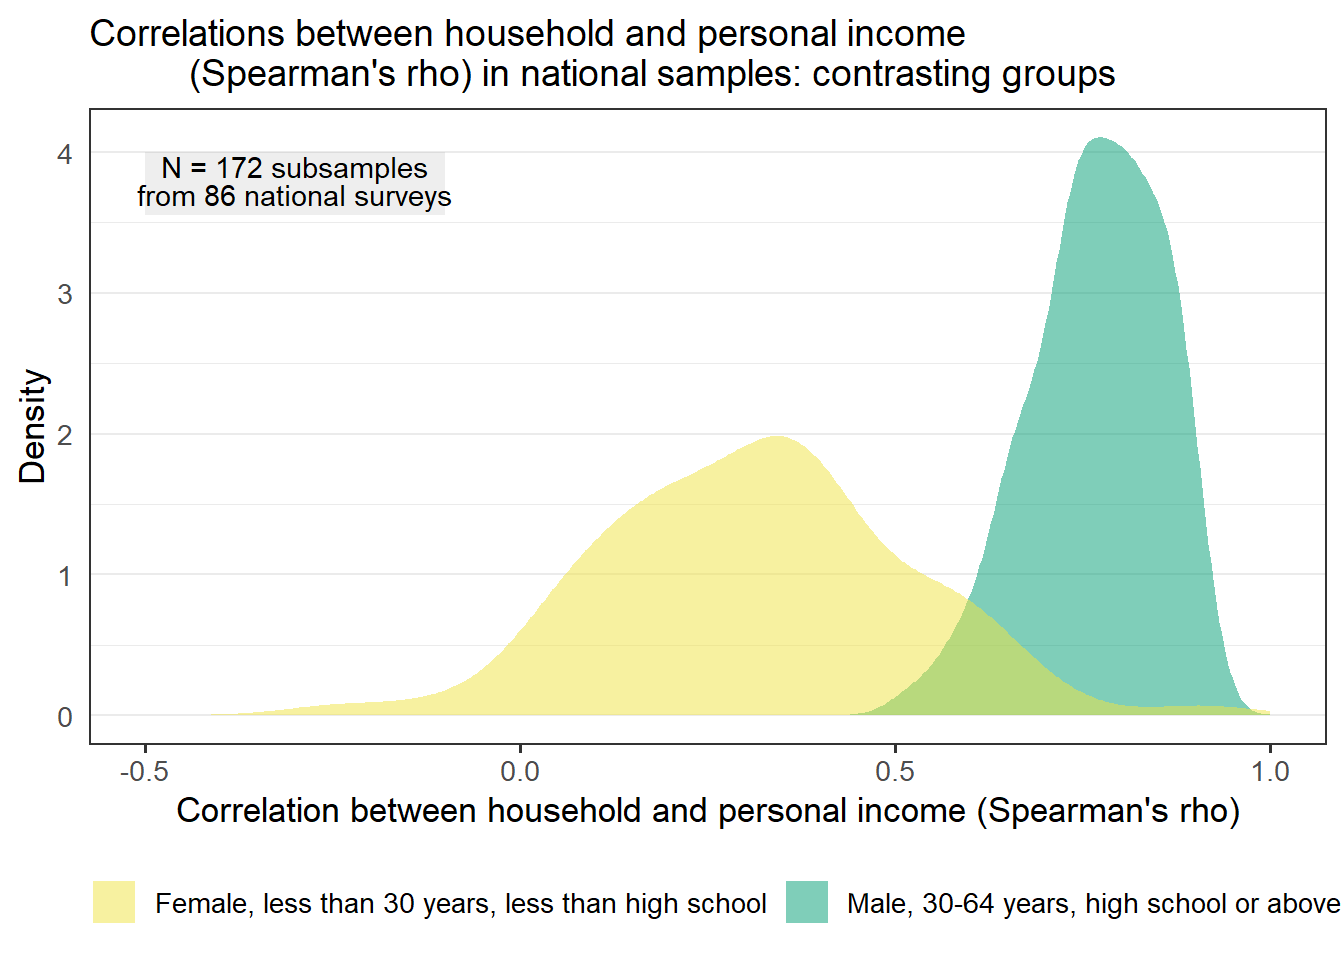 Correlations between household and personal income
(Spearman's rho) in national samples: contrasting groups
N = 172 subsamples
from 86 national surveys
4
3
2
1
0
Density
-0.5 0.0 0.5 1.0
Correlation between household and personal income (Spearman's rho)
Female, less than 30 years, less than high school Male, 30-64 years, high school or above